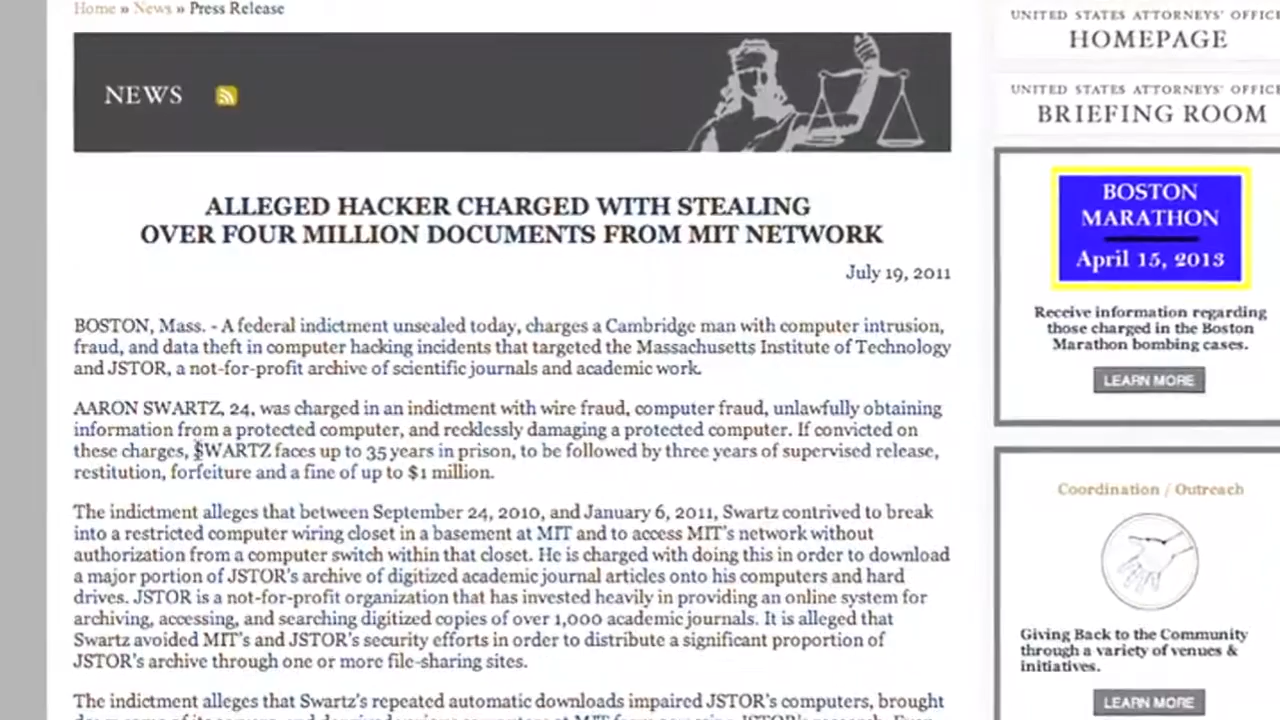 Home » News » Press Release
NEWS
ALLEGED HACKER CHARGED WITH STEALING
OVER FOUR MILLION DOCUMENTS FROM MIT NETWORK
July 19, 2011
BOSTON, Mass. - A federal indictment unsealed today, charges a Cambridge man with computer intrusion,
fraud, and data theft in computer hacking incidents that targeted the Massachusetts Institute of Technology
and JSTOR, a not-for-profit archive of scientific journals and academic work.
AARON SWARTZ, 24, was charged in an indictment with wire fraud, computer fraud, unlawfully obtaining
information from a protected computer, and recklessly damaging a protected computer. If convicted on
these charges, SWARTZ faces up to 35 years in prison, to be followed by three years of supervised release,
restitution, forfeiture and a fine of up to $1 million.
The indictment alleges that between September 24, 2010, and January 6, 2011, Swartz contrived to break
into a restricted computer wiring closet in a basement at MIT and to access MIT's network without
authorization from a computer switch within that closet. He is charged with doing this in order to download
a major portion of JSTOR's archive of digitized academic journal articles onto his computers and hard
drives. JSTOR is a not-for-profit organization that has invested heavily in providing an online system for
archiving, accessing, and searching digitized copies of over 1,000 academic journals. It is alleged that
Swartz avoided MIT's and JSTOR's security efforts in order to distribute a significant proportion of
JSTOR's archive through one or more file-sharing sites.
The indictment alleges that Swartz's repeated automatic downloads impaired JSTOR's computers, brought
UNITED STATES ATTORNEYS' OFFIC
HOMEPAGE
UNITED STATES ATTORNEYS' OFFIC
BRIEFING ROOM
BOSTON
MARATHON
April 15, 2013
Receive information regarding
those charged in the Boston
Marathon bombing cases.
LEARN MORE
Coordination / Outreach
Giving Back to the Community
through a variety of venues &
initiatives.
LEARN MORE